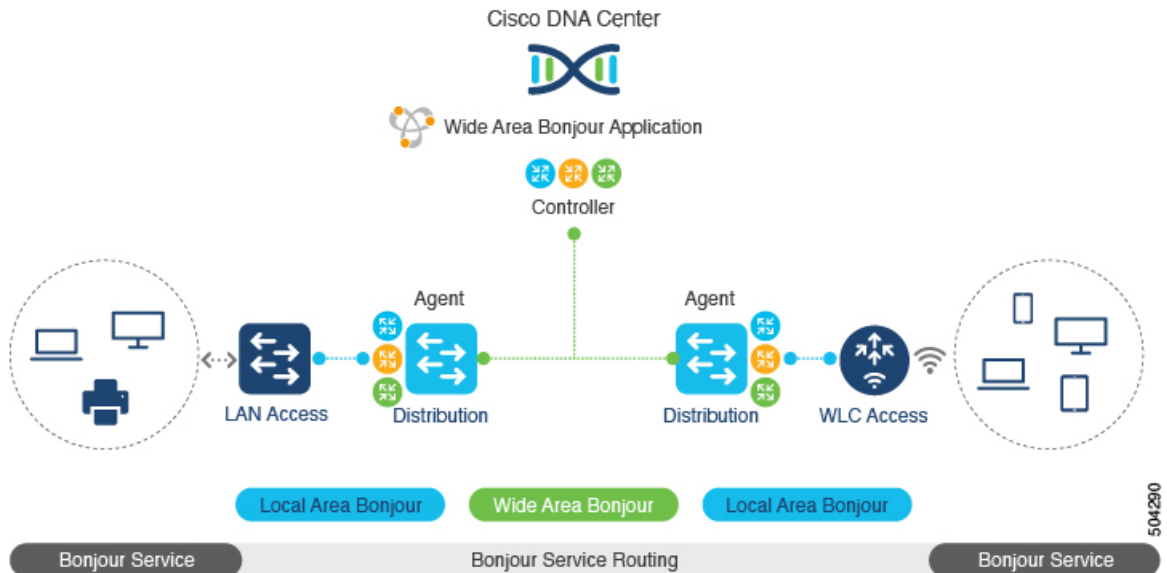 Cisco DNA Center
Wide Area Bonjour Application
Controller
Agent
Agent
LAN Access
Distribution
Distribution
WLC Access
Local Area Bonjour
Wide Area Bonjour
Local Area Bonjour
504290
Bonjour Service
Bonjour Service Routing
Bonjour Service